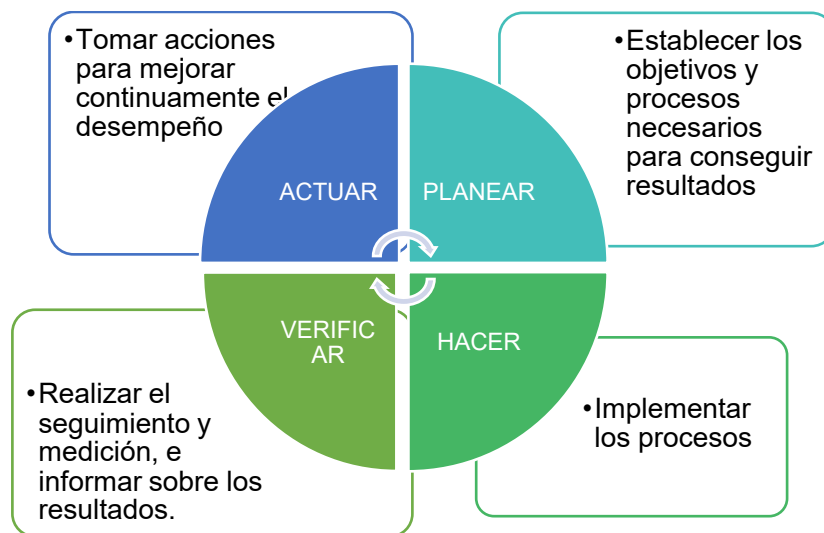 •Tomar acciones
para mejorar
continuamente el
desempeño
•Establecer los
objetivos y
procesos
necesarios
para conseguir
resultados
ACTUAR
PLANEAR
VERIFIC
AR
HACER
•Realizar el
seguimiento y
medición, e
informar sobre los
resultados.
•Implementar
los procesos